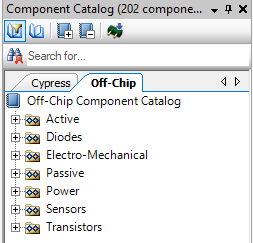 Component Catalog (202 compone...
Search for...
Cypress
Off-Chip
Off-Chip Component Catalog
Active
Diodes
Electro-Mechanical
Passive
Power
Sensors
Transistors